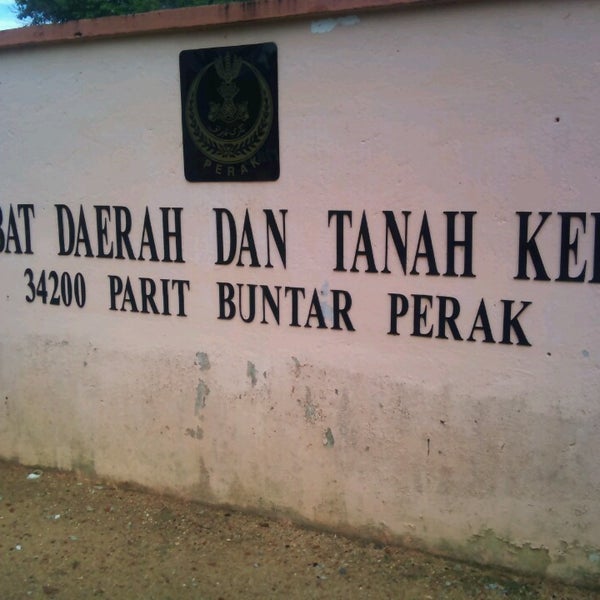 PERAK
BAT DAERAH DAN TANAH KE
34200 PARIT BUNTAR PERAK